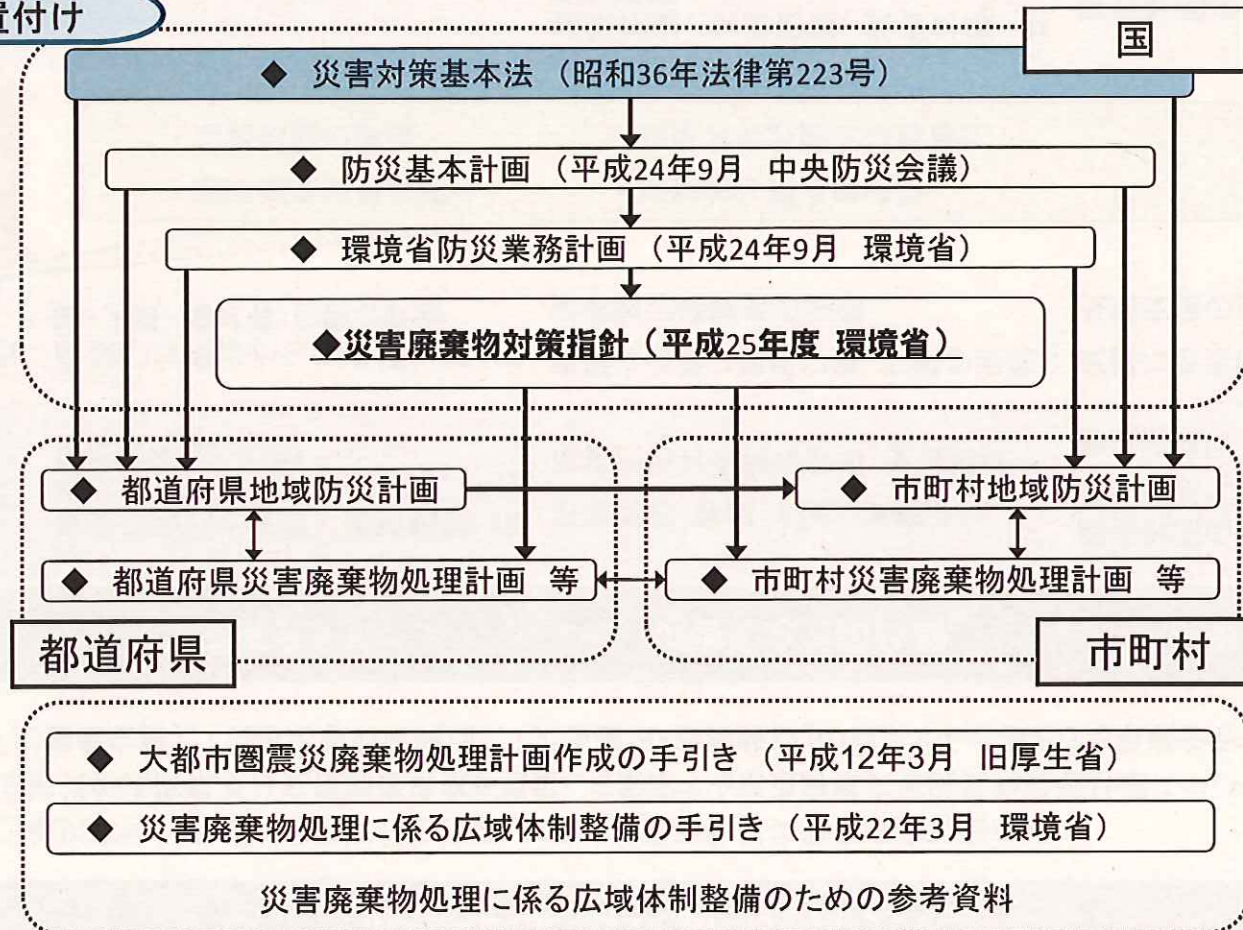 置付け
国
◆ 災害対策基本法 (昭和36年法律第223号)
◆ 防災基本計画 (平成24年9月 中央防災会議)
◆ 環境省防災業務計画 (平成24年9月 環境省)
◆災害廃棄物対策指針(平成25年度 環境省)
◆ 都道府県地域防災計画
◆ 市町村地域防災計画
◆ 都道府県災害廃棄物処理計画 等
◆ 市町村災害廃棄物処理計画 等
都道府県
市町村
◆ 大都市圏震災廃棄物処理計画作成の手引き (平成12年3月 旧厚生省)
◆ 災害廃棄物処理に係る広域体制整備の手引き (平成22年3月 環境省)
災害廃棄物処理に係る広域体制整備のための参考資料